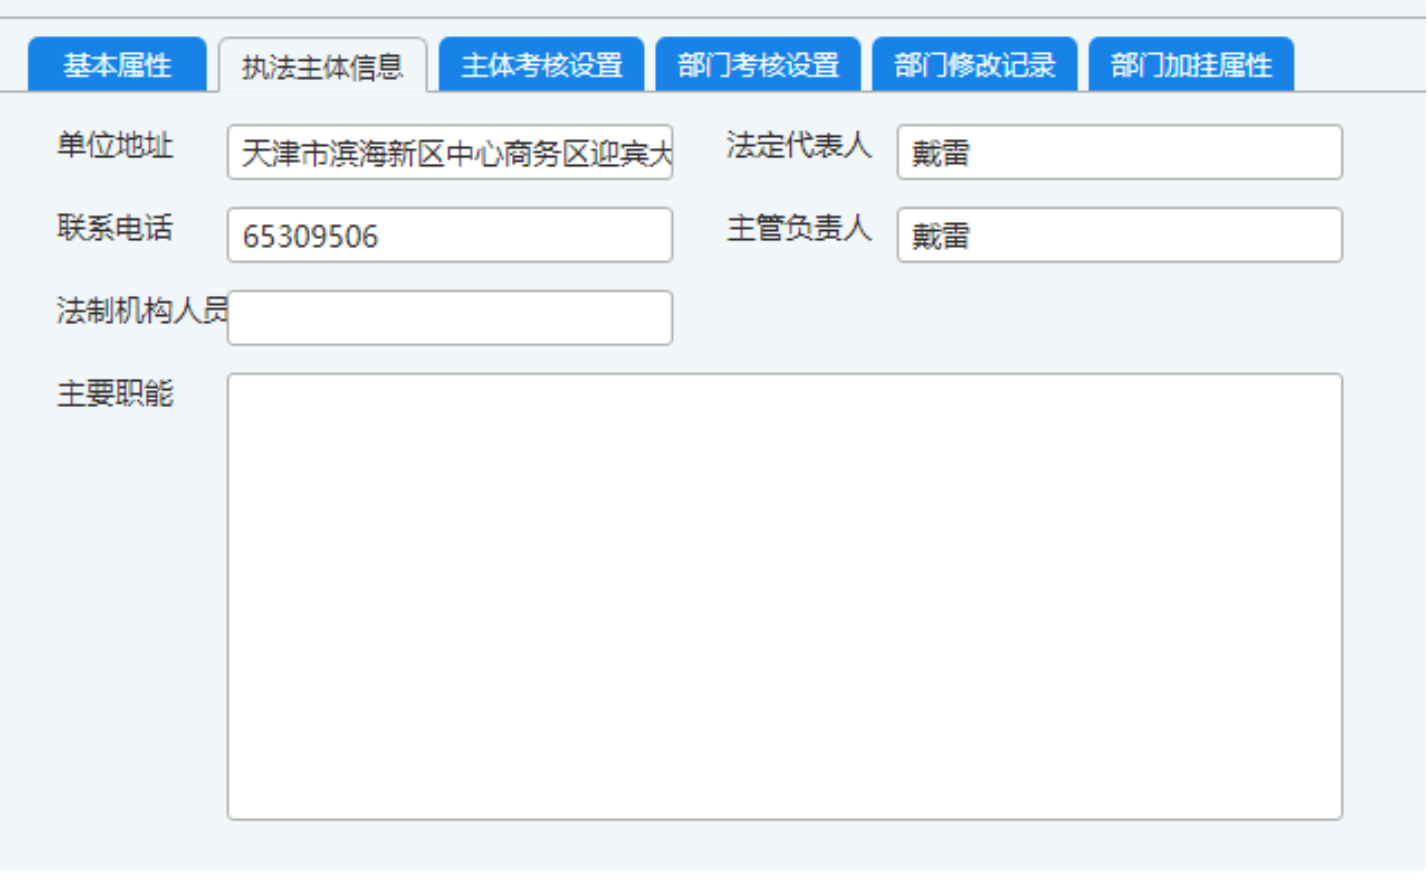 基本属性 执法主体信息 主体考核设置 部门考核设置 部门修改记录 部门加挂属性
单位地址 天津市滨海新区中心商务区迎宾大 法定代表人 戴雷
联系电话 65309506 主管负责人 戴雷
法制机构人员
主要职能